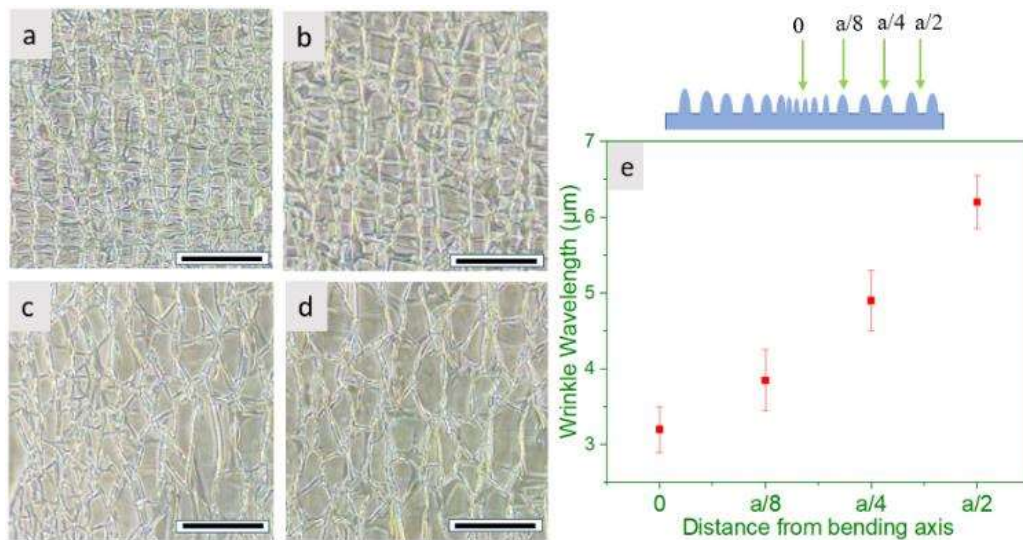 a
b
c
d
0 a/8 a/4 a/2
e
7
6
5
4
3
Wrinkle Wavelength (μm)
0 a/8 a/4 a/2
Distance from bending axis